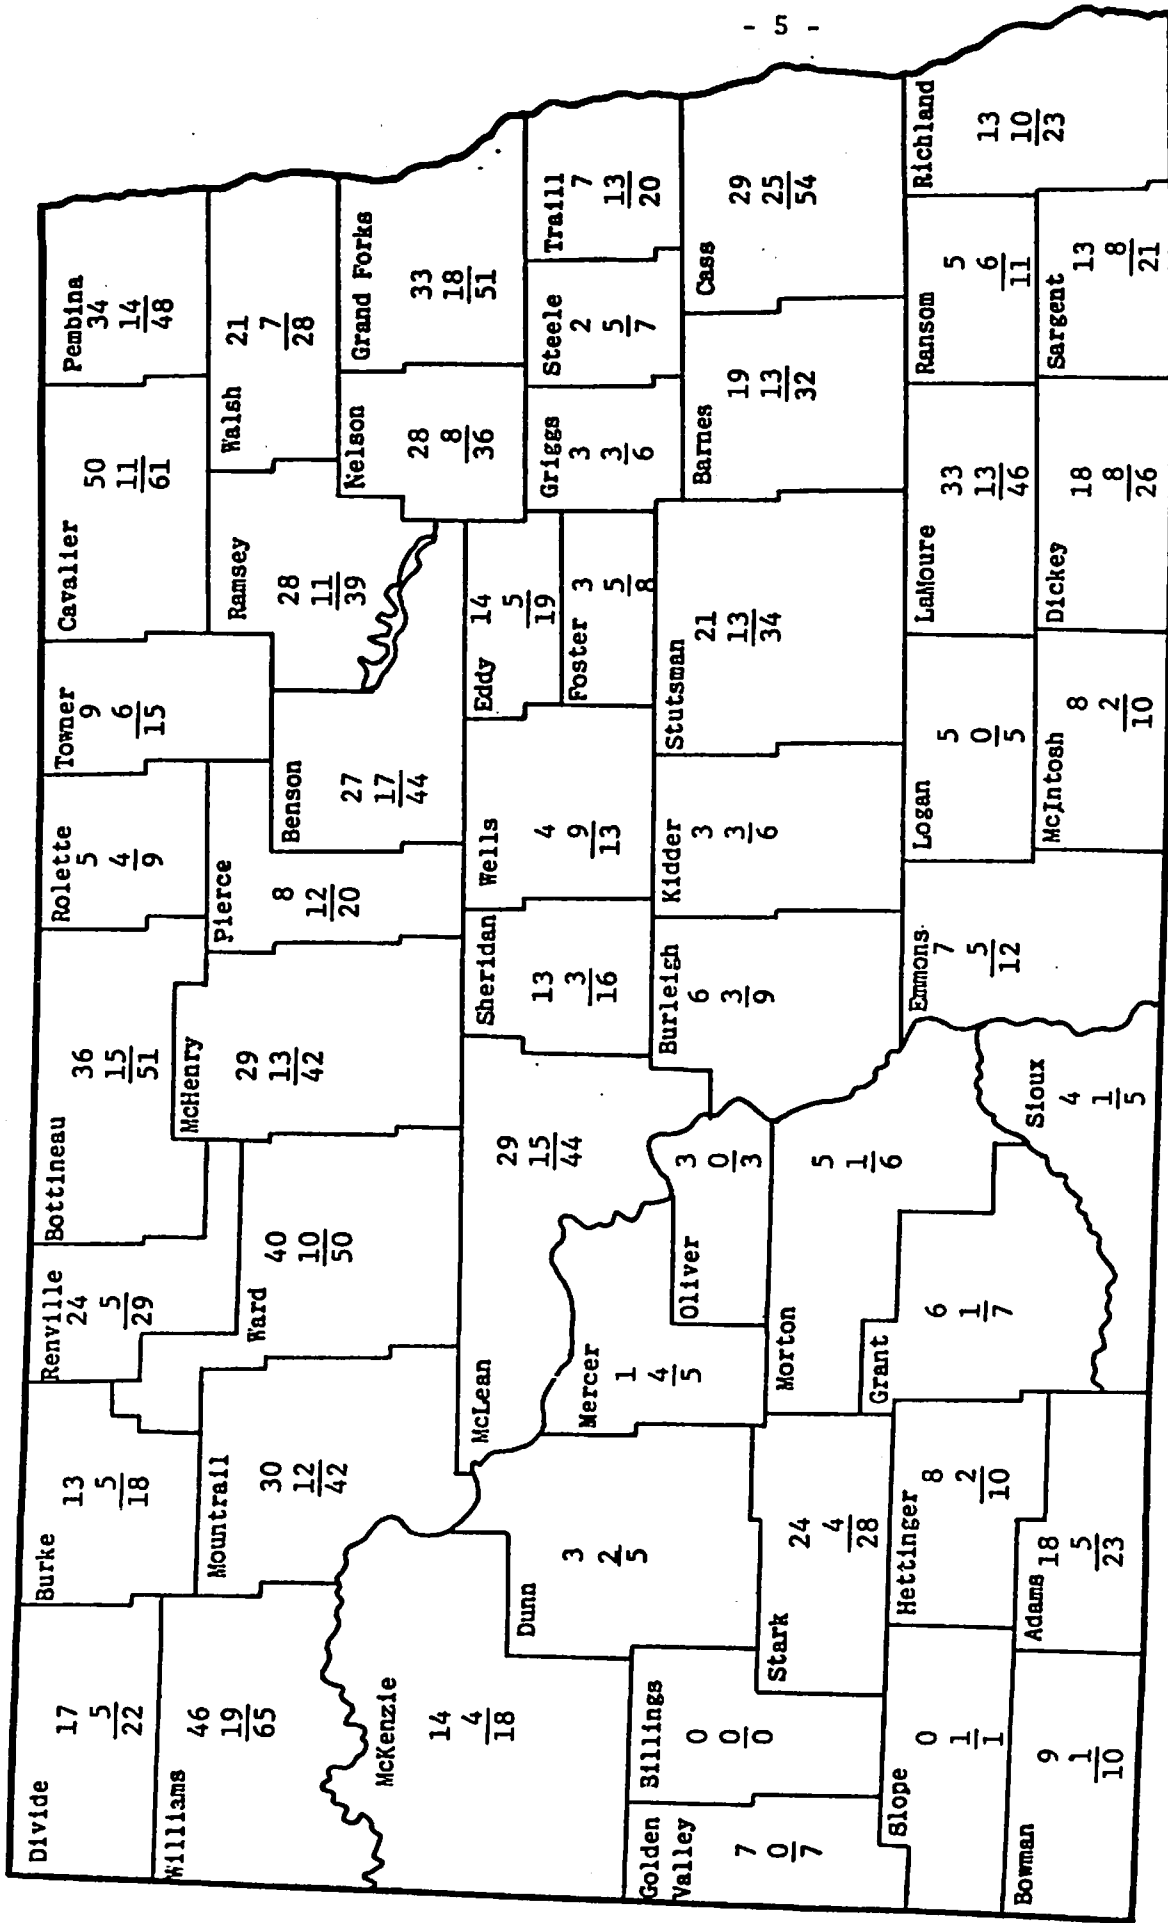 - 5 -
Divide
17
5
22
Burke
13
5
18
Renville
24
5
29
Bottineau
36
15
51
Rolette
5
4
9
Towner
9
6
15
Cavalier
50
11
61
Pembina
34
14
48
Williams
46
19
65
Mountrail
30
12
42
Ward
40
10
50
McHenry
29
13
42
Pierce
8
12
20
Benson
27
17
44
Ramsey
28
11
39
Walsh
21
7
28
Nelson
28
8
36
Grand Forks
33
18
51
McKenzie
14
4
18
Dunn
3
2
5
McLean
29
15
44
Mercer
1
4
5
Oliver
3
0
3
Sheridan
13
3
16
Wells
4
9
13
Eddy
14
5
19
Foster
3
5
8
Griggs
3
3
6
Steele
2
5
7
Traill
7
13
20
Golden
Valley
7
0
7
Billings
0
0
0
Stark
24
4
28
Morton
5
1
6
Burleigh
6
3
9
Kidder
3
3
6
Stutsman
21
13
34
Barnes
19
13
32
Cass
29
25
54
Slope
0
1
1
Hettinger
8
2
10
Grant
6
1
7
Bowman
9
1
10
Adams
18
5
23
Sioux
4
1
5
Emmons
7
5
12
Logan
5
0
5
LaMoure
33
13
46
Ransom
5
6
11
Richland
13
10
23
McIntosh
8
2
10
Dickey
18
8
26
Sargent
13
8
21